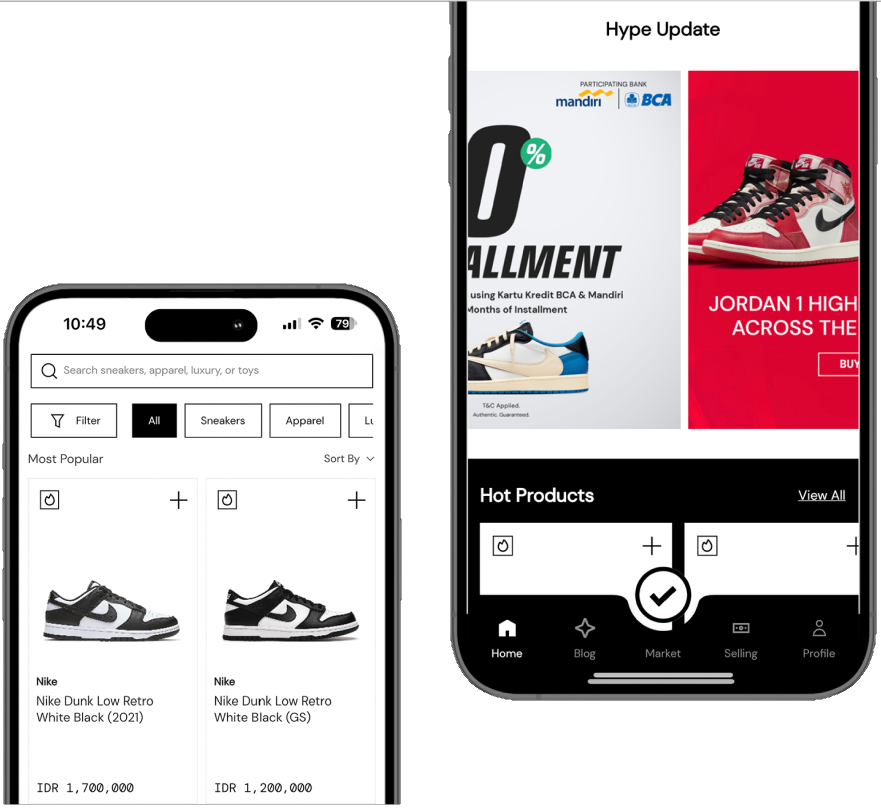 10:49
79
Search sneakers, apparel, luxury, or toys
Filter
All
Sneakers
Apparel
Lu
Most Popular
Sort By
Nike
Nike Dunk Low Retro
White Black (2021)
IDR 1,700,000
Nike
Nike Dunk Low Retro
White Black (GS)
IDR 1,200,000
Hype Update
PARTICIPATING BANK
mandiri
BCA
0%
ALLMENT
using Kartu Kredit BCA & Mandiri
Months of Installment
T&C Applied.
Authentic. Guaranteed.
JORDAN 1 HIGH
ACROSS THE
BUY
Hot Products
View All
Home
Blog
Market
Selling
Profile